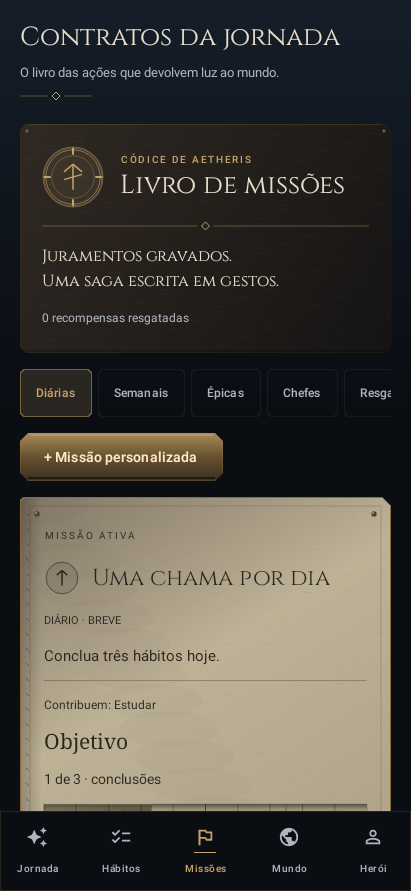 Contratos da jornada
O livro das ações que devolvem luz ao mundo.
CÓDICE DE AETHERIS
Livro de missões
Juramentos gravados.
Uma saga escrita em gestos.
0 recompensas resgatadas
Diárias
Semanais
Épicas
Chefes
Resga
+ Missão personalizada
MISSÃO ATIVA
Uma chama por dia
DIÁRIO · BREVE
Conclua três hábitos hoje.
Contribuem: Estudar
Objetivo
1 de 3 · conclusões
Jornada
Hábitos
Missões
Mundo
Herói